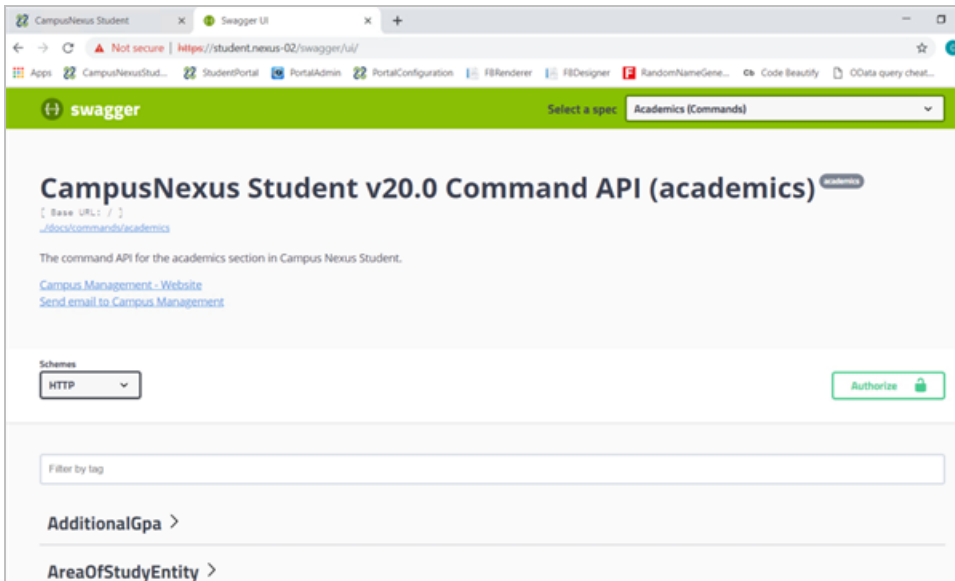 CampusNexus Student
Swagger UI
Not secure | https://student.nexus-02/swagger/ui/
Apps CampusNexusStud... StudentPortal PortalAdmin PortalConfiguration FBRenderer FBDesigner RandomNameGene... Code Beautify OData query cheat...
swagger Select a spec Academics (Commands)
CampusNexus Student v20.0 Command API (academics) academics
[ Base URL: / ]
../docs/commands/academics
The command API for the academics section in Campus Nexus Student.
Campus Management - Website
Send email to Campus Management
Schemes
HTTP
Authorize
Filter by tag
AdditionalGpa
AreaOfStudyEntity